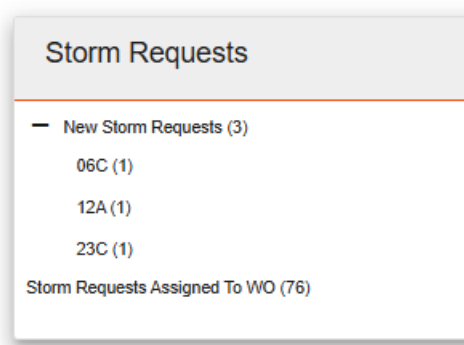 Storm Requests
New Storm Requests (3)
06C (1)
12A (1)
23C (1)
Storm Requests Assigned To WO (76)